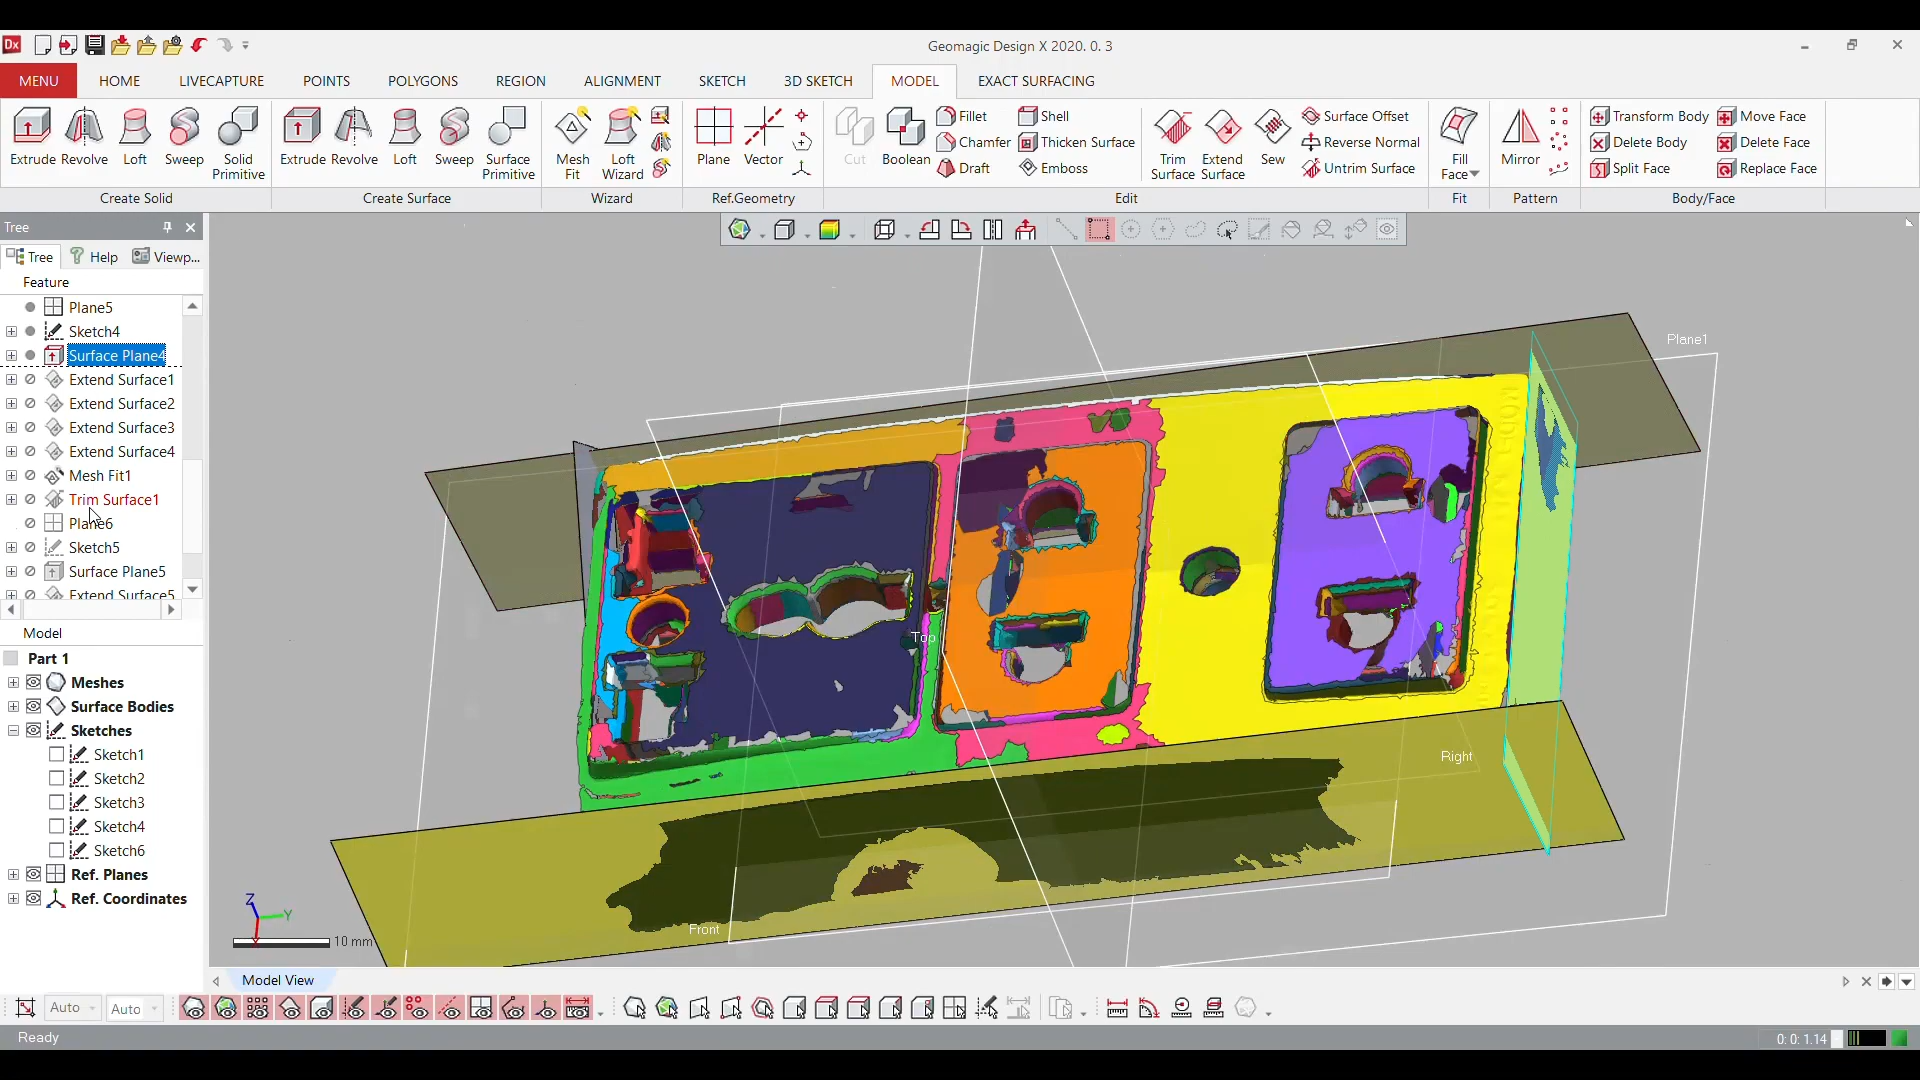 Dx
Geomagic Design X 2020. 0. 3
MENU HOME LIVECAPTURE POINTS POLYGONS REGION ALIGNMENT SKETCH 3D SKETCH MODEL EXACT SURFACING
Extrude Revolve Loft Sweep Solid Primitive
Create Solid
Extrude Revolve Loft Sweep Surface Primitive
Create Surface
Mesh Fit Loft Wizard
Wizard
Plane Vector
Ref.Geometry
Cut Boolean
Fillet Shell
Chamfer Thicken Surface
Draft Emboss
Trim Surface Extend Surface Sew
Surface Offset
Reverse Normal
Untrim Surface
Edit
Fill Face
Fit
Mirror
Pattern
Transform Body Move Face
Delete Body Delete Face
Split Face Replace Face
Body/Face
Tree
Tree Help Viewp...
Feature
Plane5
Sketch4
Surface Plane4
Extend Surface1
Extend Surface2
Extend Surface3
Extend Surface4
Mesh Fit1
Trim Surface1
Plane6
Sketch5
Surface Plane5
Extend Surface5
Model
Part 1
Meshes
Surface Bodies
Sketches
Sketch1
Sketch2
Sketch3
Sketch4
Sketch6
Ref. Planes
Ref. Coordinates
Plane1
Top
Right
Front
Z
Y
10 mm
Model View
Auto Auto
Ready
0: 0: 1.14